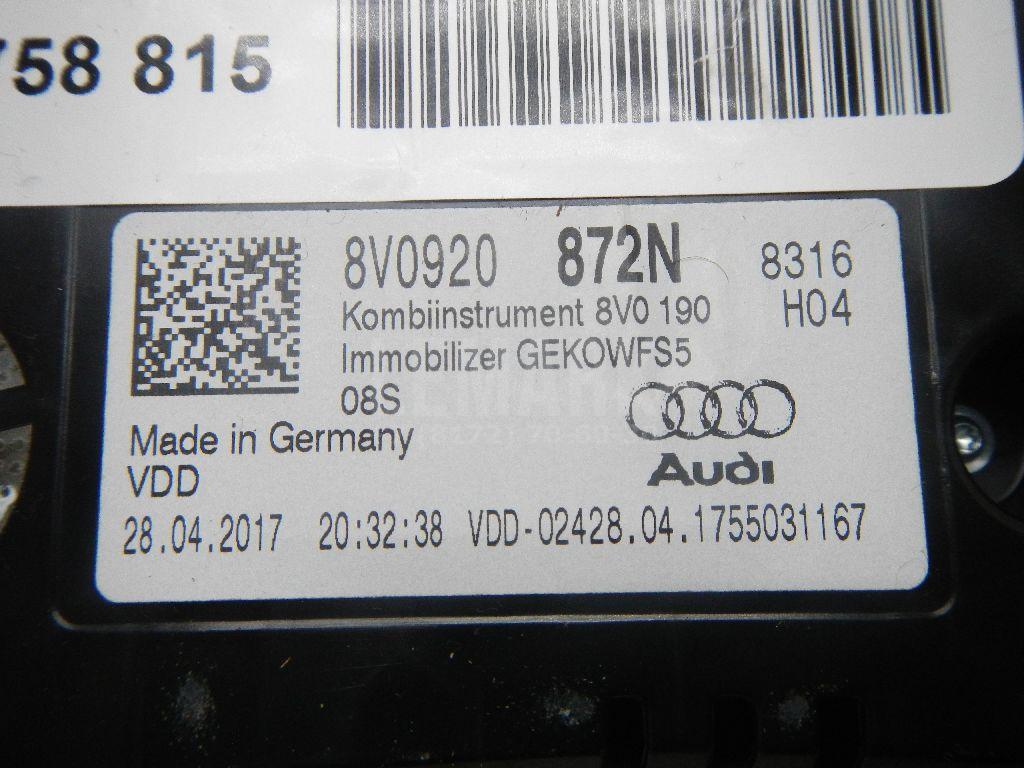 758 815
8V0920 872N 8316
Kombiinstrument 8V0 190 H04
Immobilizer GEKOWFS5
08S
Made in Germany
Audi
VDD
28.04.2017 20:32:38 VDD-02428.04.1755031167